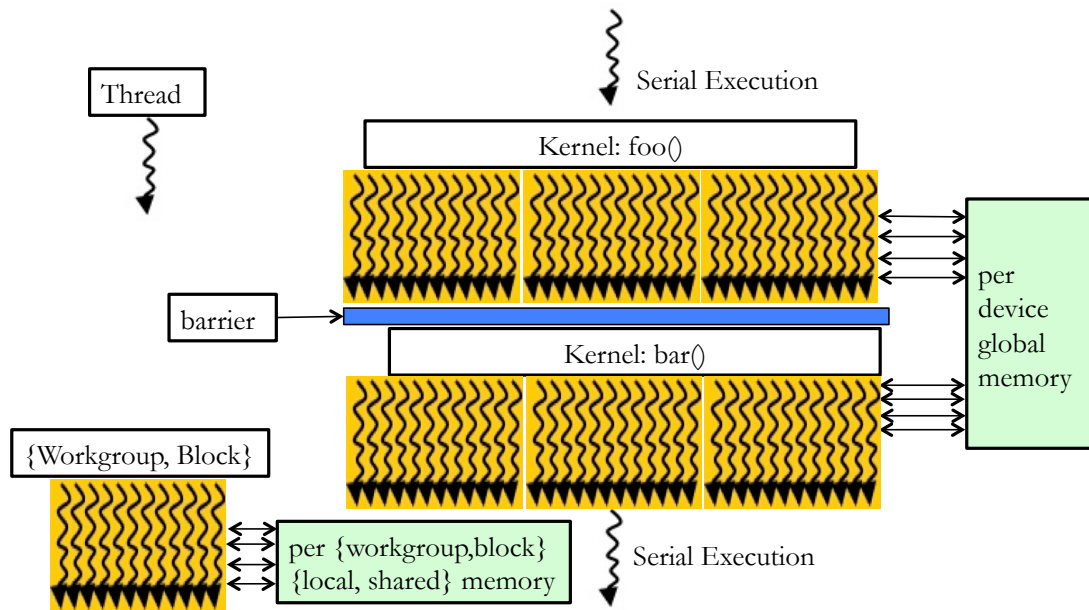 Serial Execution
Thread
Kernel: foo()
per
device
global
memory
barrier
Kernel: bar()
{Workgroup, Block}
per {workgroup,block}
{local, shared} memory
Serial Execution